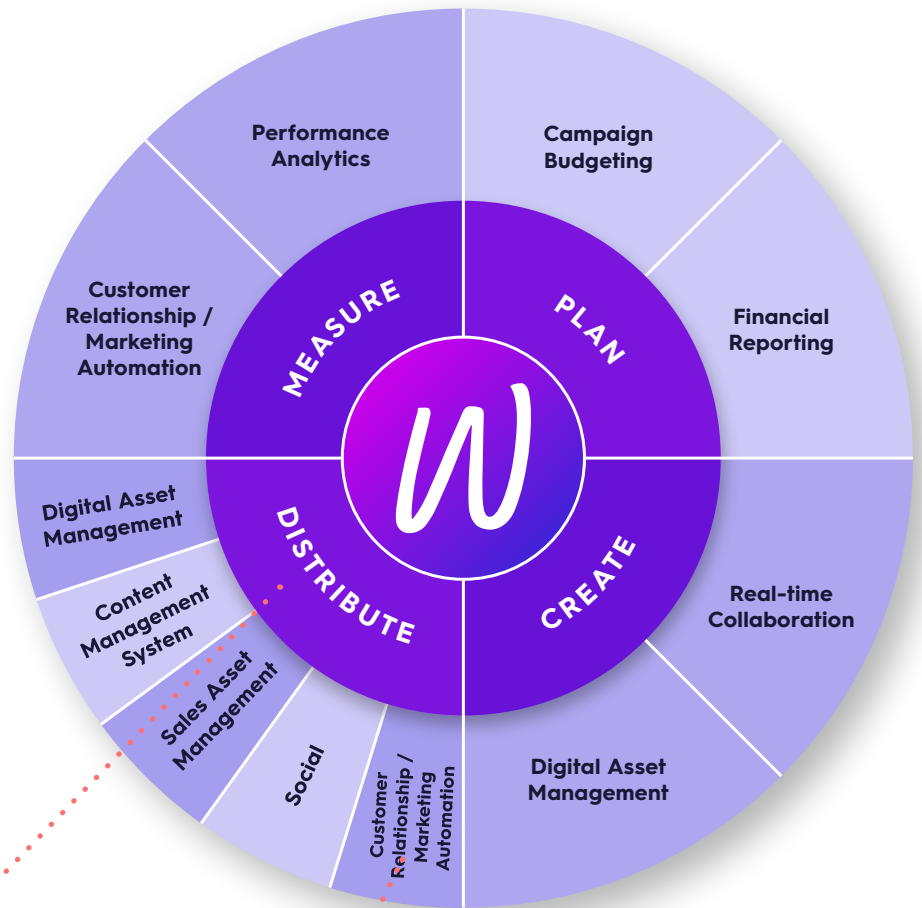 Performance
Analytics
Campaign
Budgeting
Customer
Relationship /
Marketing
Automation
MEASURE
PLAN
Financial
Reporting
W
Digital Asset
Management
Content
Management
System
DISTRIBUTE
CREATE
Real-time
Collaboration
Sales Asset
Management
Social
Customer
Relationship /
Marketing
Automation
Digital Asset
Management